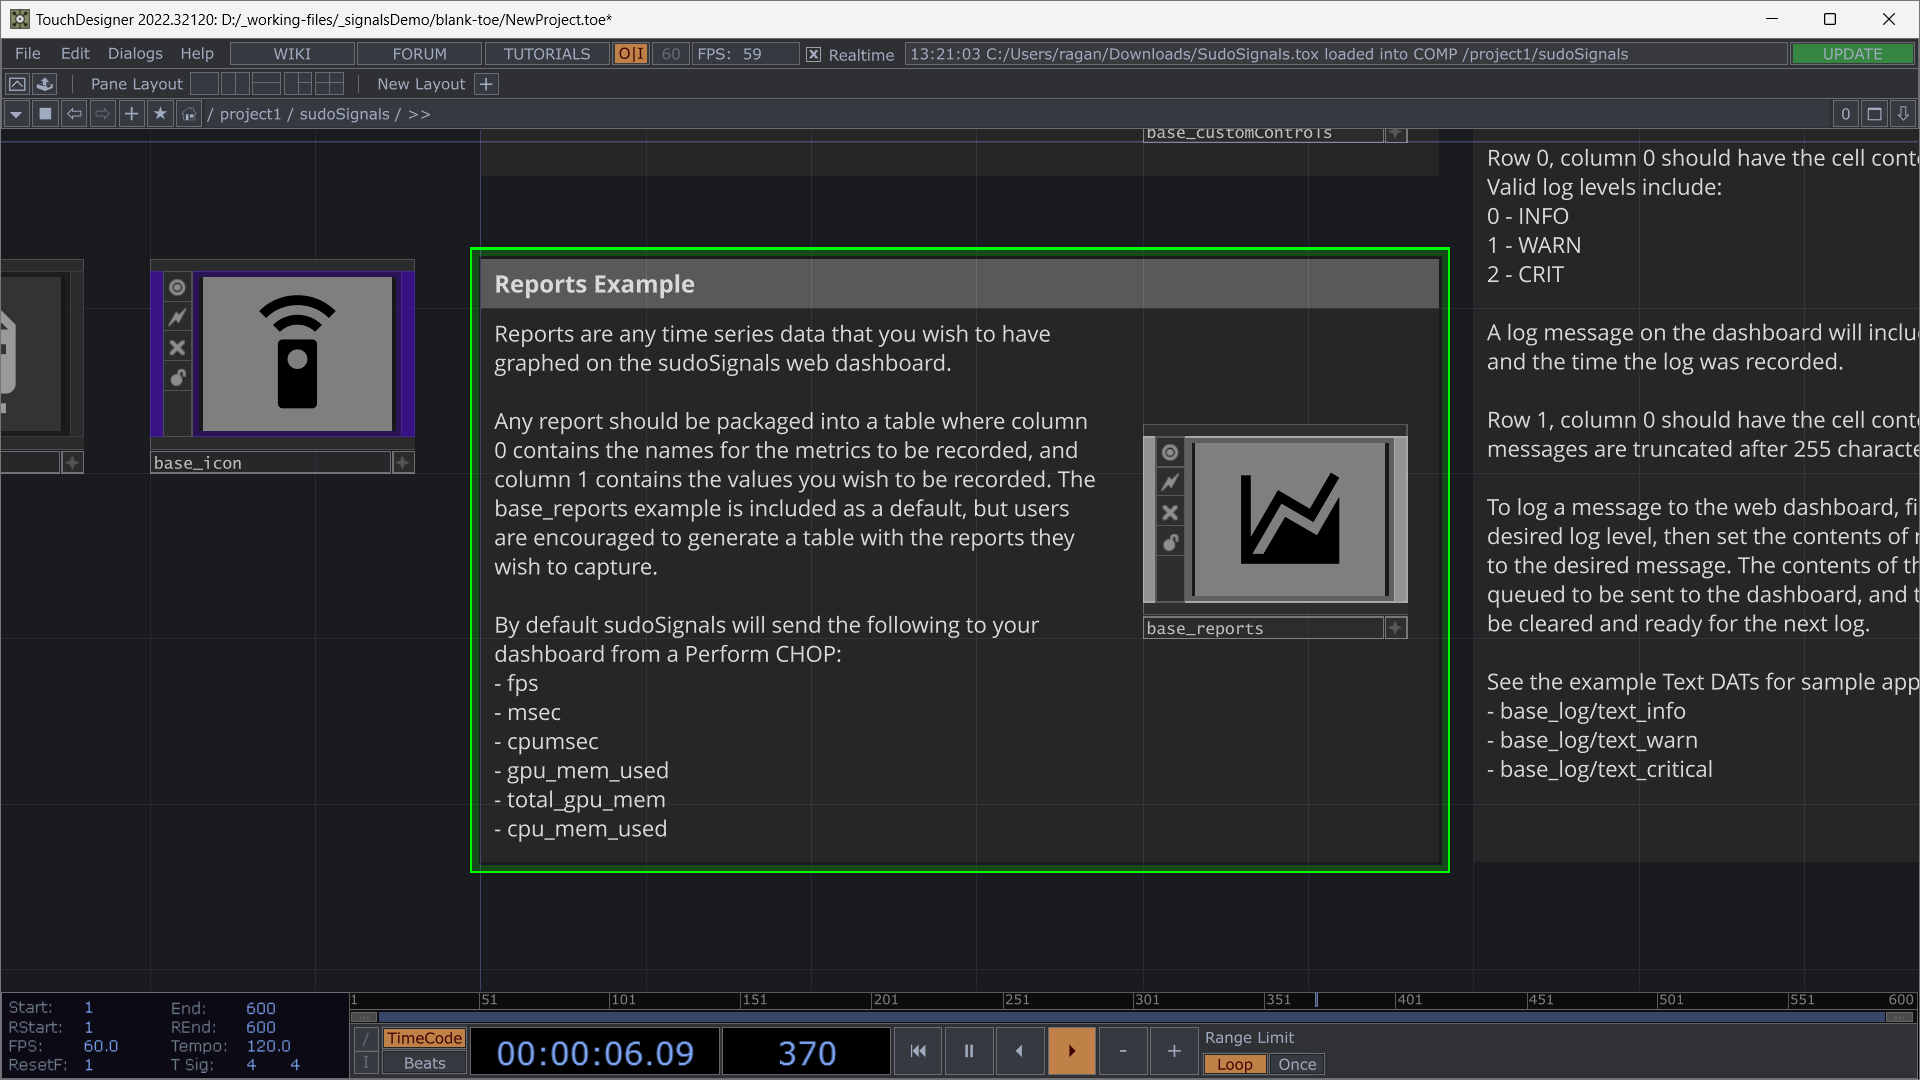 TouchDesigner 2022.32120: D:/_working-files/_signalsDemo/blank-toe/NewProject.toe*
File Edit Dialogs Help WIKI FORUM TUTORIALS O|I 60 FPS: 59 Realtime 13:21:03 C:/Users/ragan/Downloads/SudoSignals.tox loaded into COMP /project1/sudoSignals UPDATE
Pane Layout New Layout +
/ project1 / sudoSignals / >> 0
base_customControls
base_icon
Reports Example
Reports are any time series data that you wish to have
graphed on the sudoSignals web dashboard.
Any report should be packaged into a table where column
0 contains the names for the metrics to be recorded, and
column 1 contains the values you wish to be recorded. The
base_reports example is included as a default, but users
are encouraged to generate a table with the reports they
wish to capture.
By default sudoSignals will send the following to your
dashboard from a Perform CHOP:
- fps
- msec
- cpumsec
- gpu_mem_used
- total_gpu_mem
- cpu_mem_used
base_reports
Row 0, column 0 should have the cell
Valid log levels include:
0 - INFO
1 - WARN
2 - CRIT
A log message on the dashboard will
and the time the log was recorded.
Row 1, column 0 should have the cell
messages are truncated after 255
To log a message to the web dashboard,
desired log level, then set the contents of
to the desired message. The contents of
queued to be sent to the dashboard, and
be cleared and ready for the next log.
See the example Text DATs for sample
- base_log/text_info
- base_log/text_warn
- base_log/text_critical
1 51 101 151 201 251 301 351 401 451 501 551 600
Start: 1 End: 600
RStart: 1 REnd: 600
FPS: 60.0 Tempo: 120.0
ResetF: 1 T Sig: 4 4
/ TimeCode
I Beats
00:00:06.09 370
- +
Range Limit
Loop Once